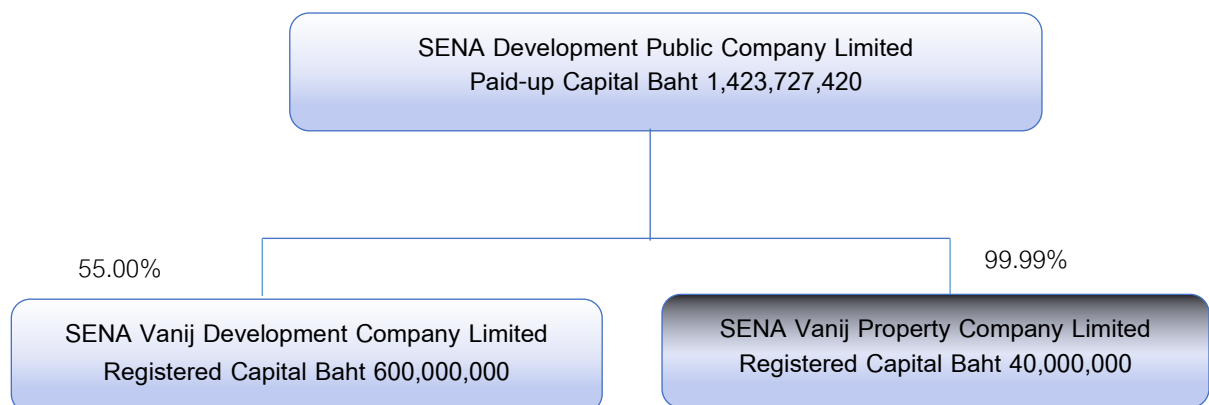 SENA Development Public Company Limited
Paid-up Capital Baht 1,423,727,420
55.00%
99.99%
SENA Vanij Development Company Limited
Registered Capital Baht 600,000,000
SENA Vanij Property Company Limited
Registered Capital Baht 40,000,000